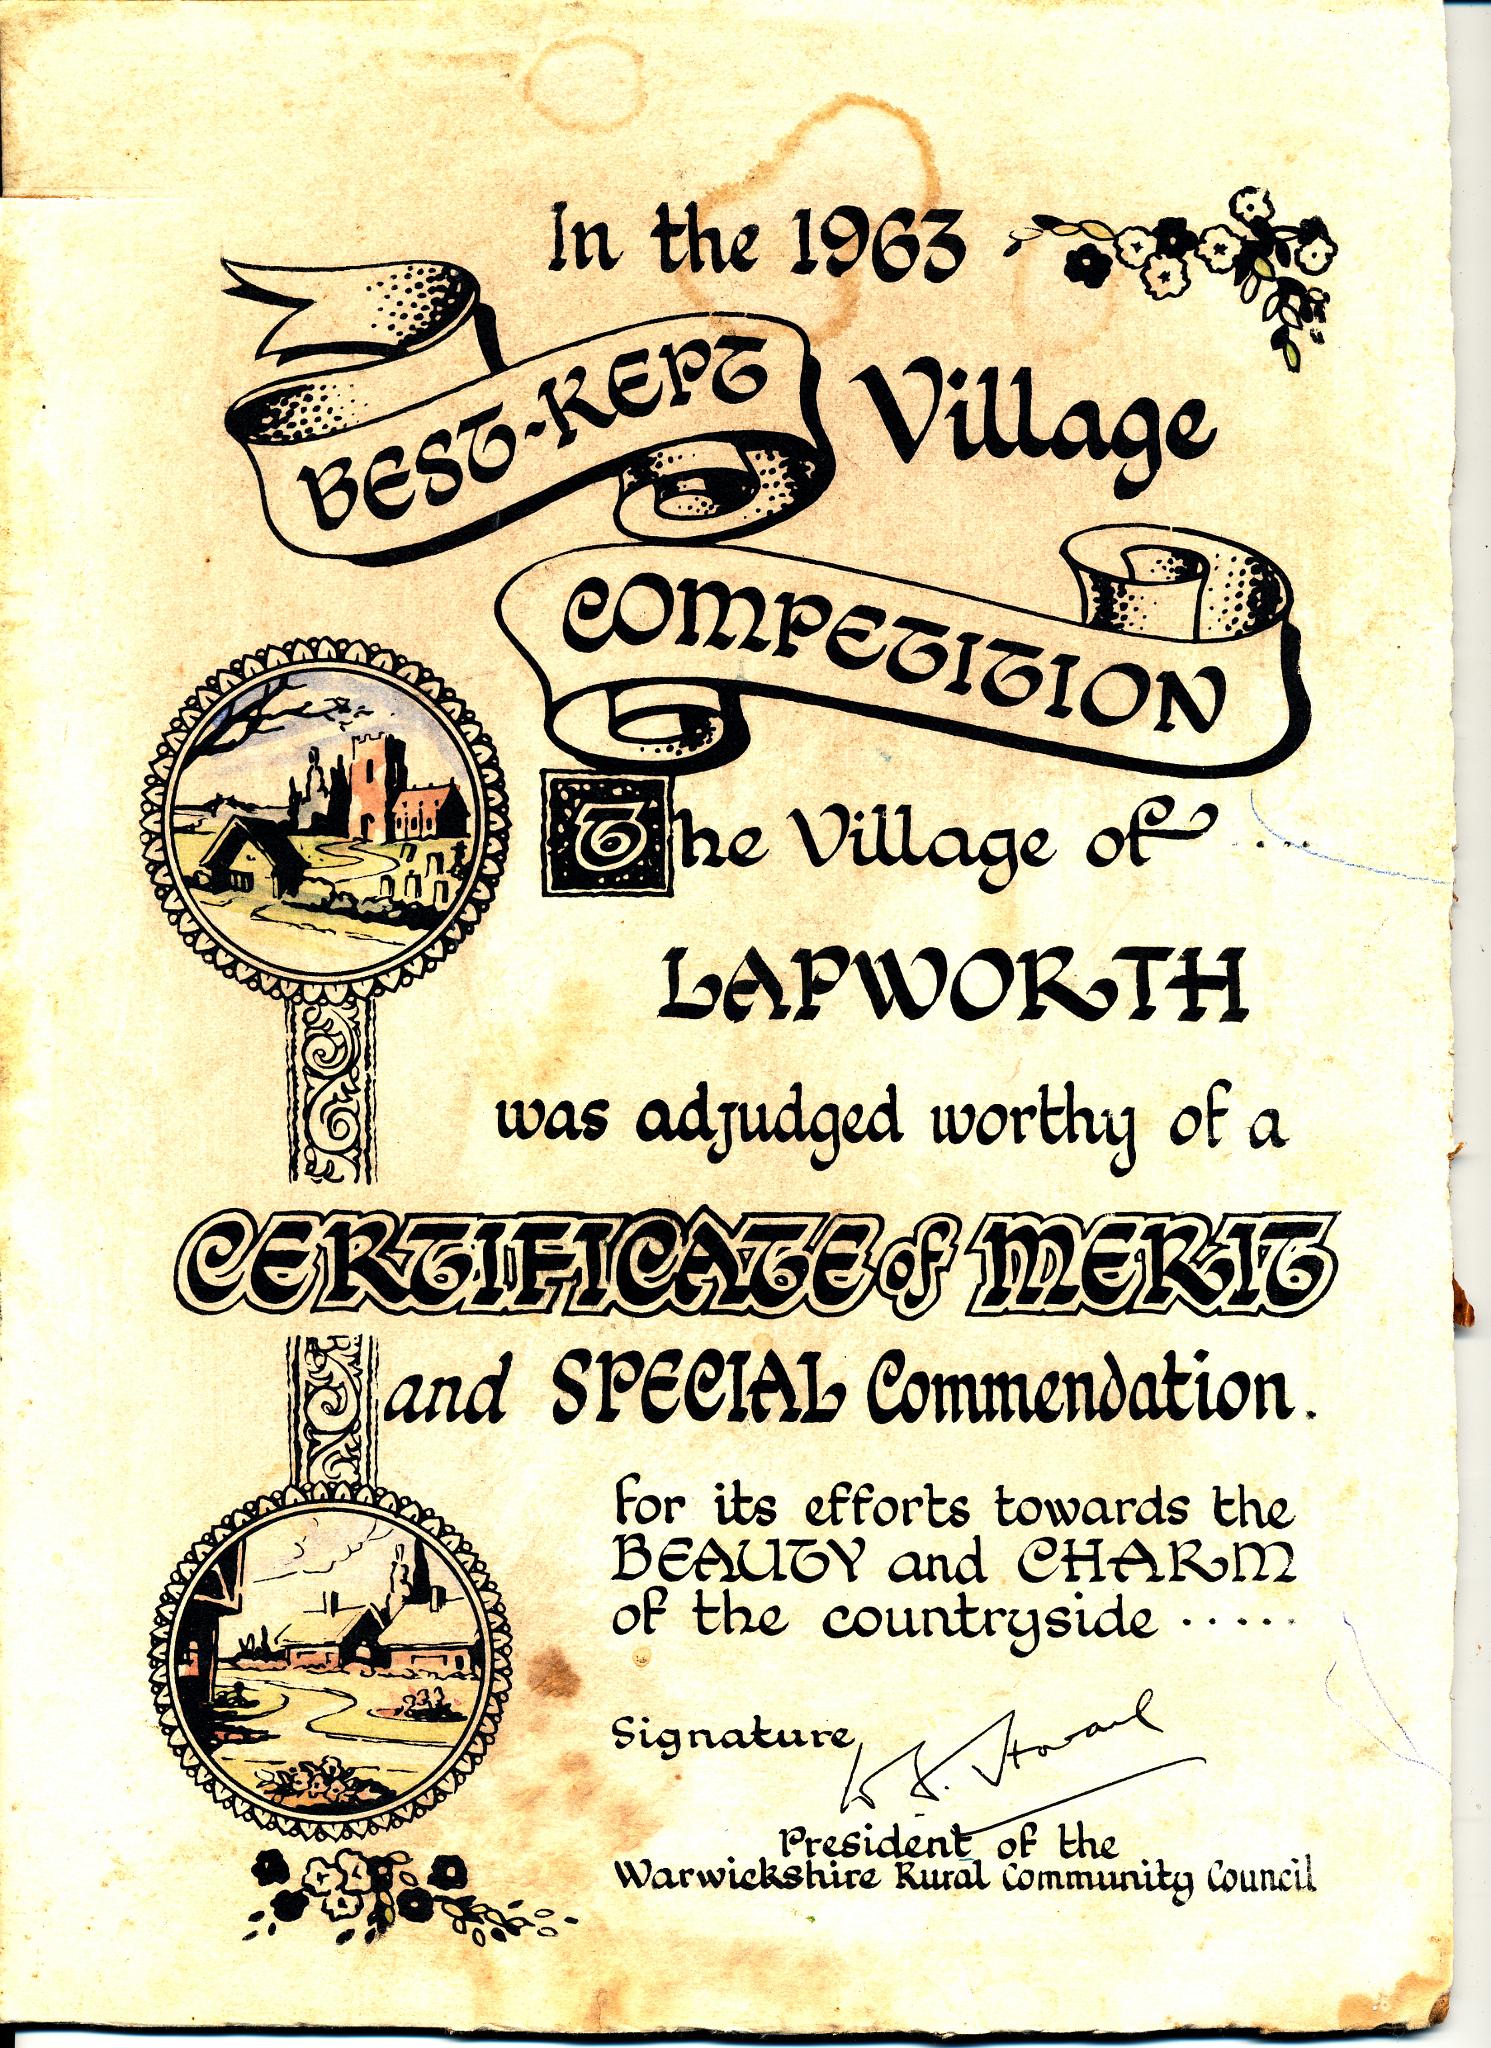 In the 1963
BEST-KEPT Village
COMPETITION
The Village of ....
LAPWORTH
was adjudged worthy of a
CERTIFICATE of MERIT
and SPECIAL Commendation.
for its efforts towards the
BEAUTY and CHARM
of the countryside .....
Signature
President of the
Warwickshire Rural Community Council